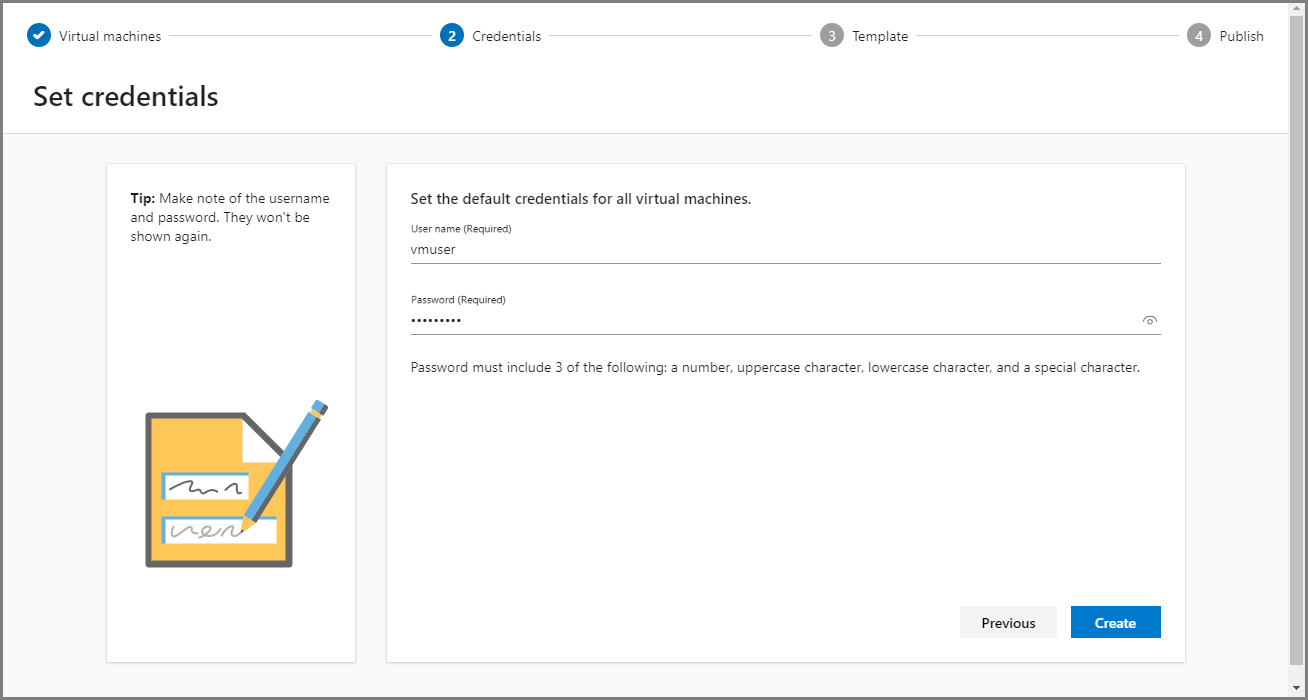 Virtual machines
2 Credentials
3 Template
4 Publish
Set credentials
Tip: Make note of the username
and password. They won't be
shown again.
Set the default credentials for all virtual machines.
User name (Required)
vmuser
Password (Required)
•••••••••
Password must include 3 of the following: a number, uppercase character, lowercase character, and a special character.
Previous
Create